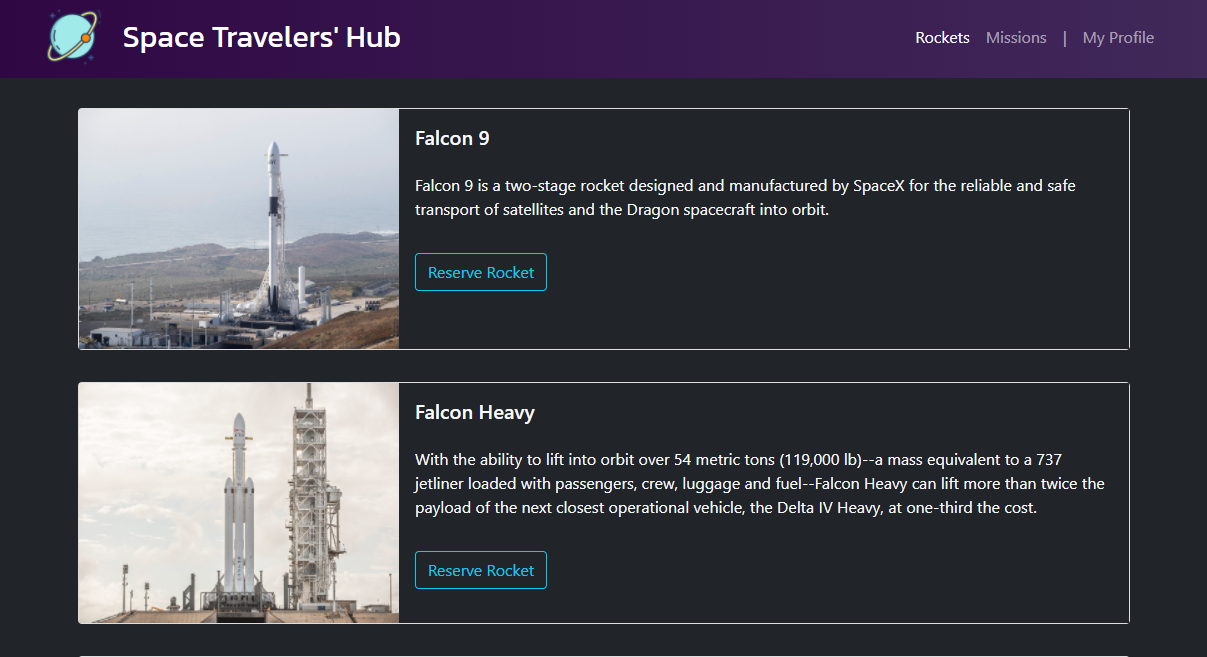 Space Travelers' Hub
Rockets Missions | My Profile
Falcon 9
Falcon 9 is a two-stage rocket designed and manufactured by SpaceX for the reliable and safe
transport of satellites and the Dragon spacecraft into orbit.
Reserve Rocket
Falcon Heavy
With the ability to lift into orbit over 54 metric tons (119,000 lb)--a mass equivalent to a 737
jetliner loaded with passengers, crew, luggage and fuel--Falcon Heavy can lift more than twice the
payload of the next closest operational vehicle, the Delta IV Heavy, at one-third the cost.
Reserve Rocket